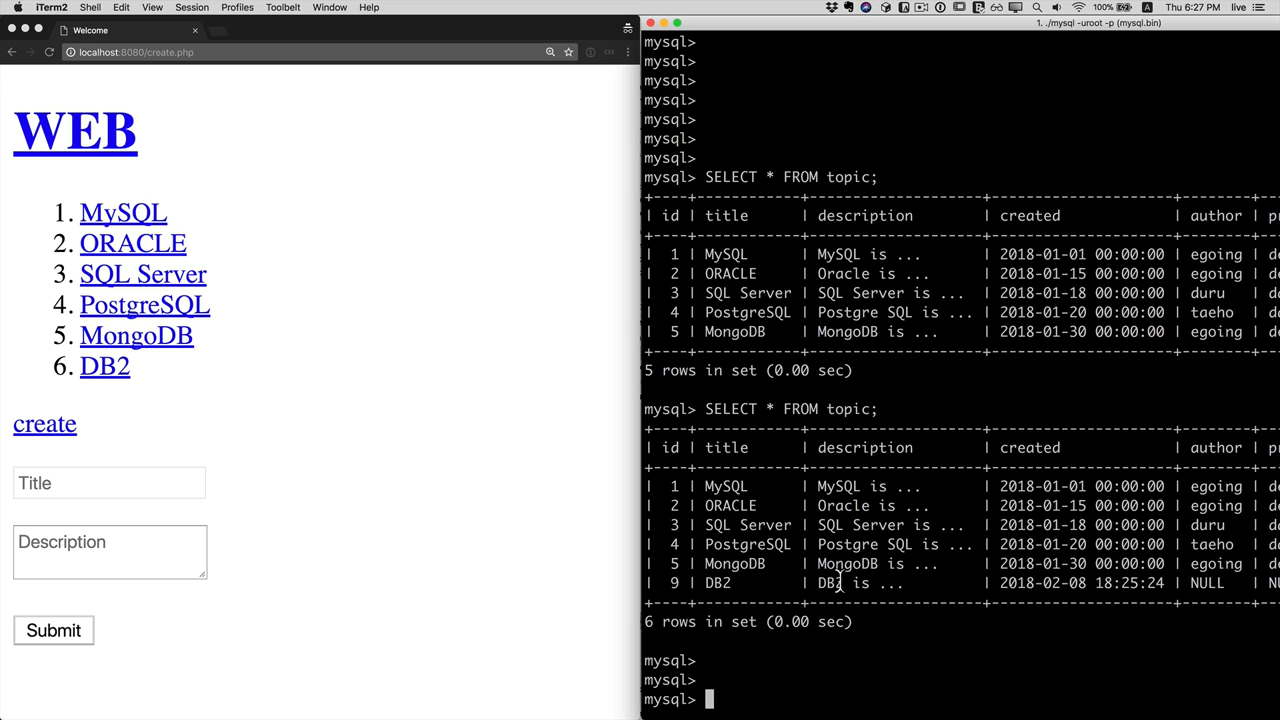 iTerm2 Shell Edit View Session Profiles Toolbelt Window Help 100% Thu 6:27 PM live
Welcome
localhost:8080/create.php
WEB
1. MySQL
2. ORACLE
3. SQL Server
4. PostgreSQL
5. MongoDB
6. DB2
create
Title
Description
Submit
1. ./mysql -uroot -p (mysql.bin)
mysql>
mysql>
mysql>
mysql>
mysql>
mysql>
mysql>
mysql> SELECT * FROM topic;
+----+------------+-------------------+---------------------+--------+---
| id | title | description | created | author | p
+----+------------+-------------------+---------------------+--------+---
| 1 | MySQL | MySQL is ... | 2018-01-01 00:00:00 | egoing | d
| 2 | ORACLE | Oracle is ... | 2018-01-15 00:00:00 | egoing | d
| 3 | SQL Server | SQL Server is ... | 2018-01-18 00:00:00 | duru | d
| 4 | PostgreSQL | Postgre SQL is ... | 2018-01-20 00:00:00 | taeho | d
| 5 | MongoDB | MongoDB is ... | 2018-01-30 00:00:00 | egoing | d
+----+------------+-------------------+---------------------+--------+---
5 rows in set (0.00 sec)
mysql> SELECT * FROM topic;
+----+------------+-------------------+---------------------+--------+---
| id | title | description | created | author | p
+----+------------+-------------------+---------------------+--------+---
| 1 | MySQL | MySQL is ... | 2018-01-01 00:00:00 | egoing | d
| 2 | ORACLE | Oracle is ... | 2018-01-15 00:00:00 | egoing | d
| 3 | SQL Server | SQL Server is ... | 2018-01-18 00:00:00 | duru | d
| 4 | PostgreSQL | Postgre SQL is ... | 2018-01-20 00:00:00 | taeho | d
| 5 | MongoDB | MongoDB is ... | 2018-01-30 00:00:00 | egoing | d
| 9 | DB2 | DB2 is ... | 2018-02-08 18:25:24 | NULL | N
+----+------------+-------------------+---------------------+--------+---
6 rows in set (0.00 sec)
mysql>
mysql>
mysql>